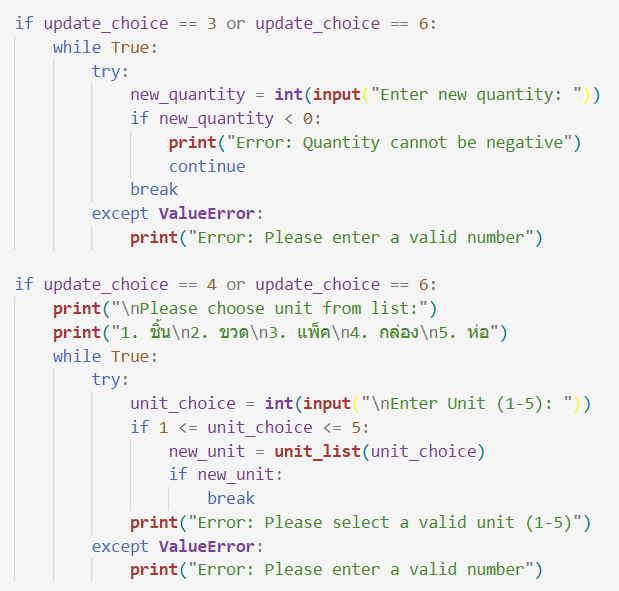 if update_choice == 3 or update_choice == 6:
    while True:
        try:
            new_quantity = int(input("Enter new quantity: "))
            if new_quantity < 0:
                print("Error: Quantity cannot be negative")
                continue
            break
        except ValueError:
            print("Error: Please enter a valid number")

if update_choice == 4 or update_choice == 6:
    print("\nPlease choose unit from list:")
    print("1. ชิ้น\n2. ขวด\n3. แพ็ค\n4. กล่อง\n5. ห่อ")
    while True:
        try:
            unit_choice = int(input("\nEnter Unit (1-5): "))
            if 1 <= unit_choice <= 5:
                new_unit = unit_list(unit_choice)
                if new_unit:
                    break
            print("Error: Please select a valid unit (1-5)")
        except ValueError:
            print("Error: Please enter a valid number")